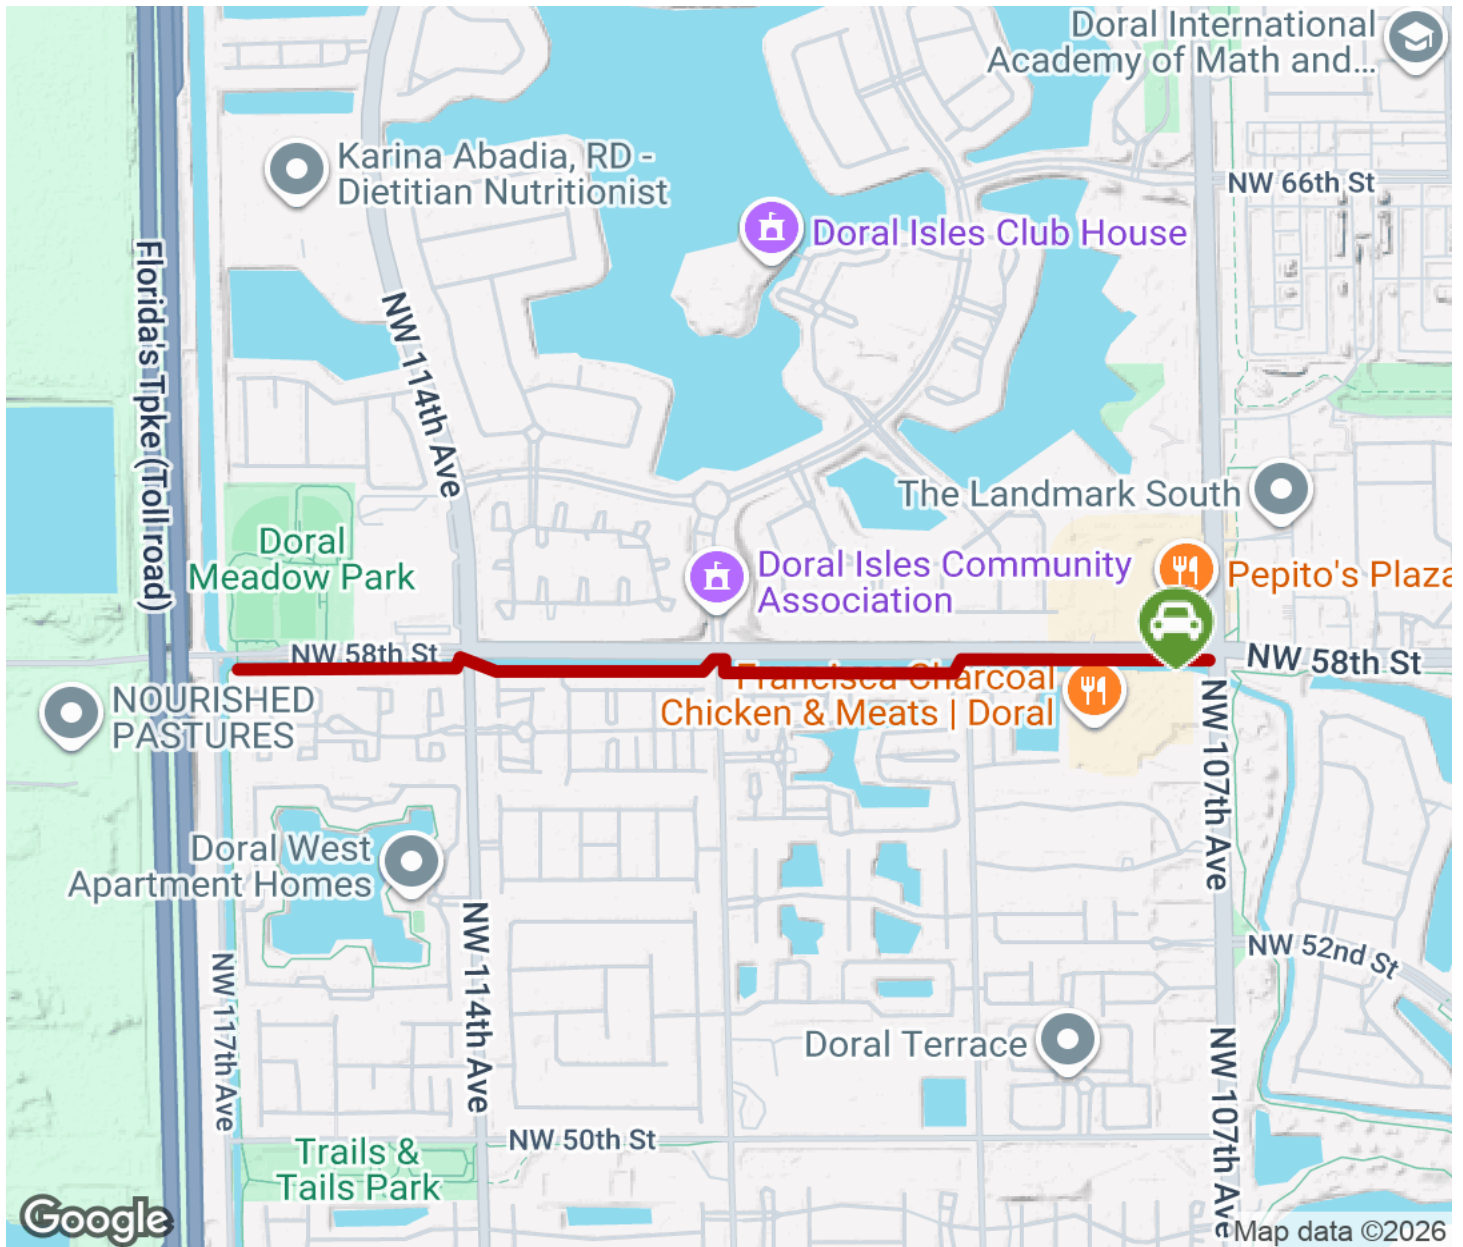 Doral International
Academy of Math and...
Karina Abadia, RD -
Dietitian Nutritionist
NW 66th St
Doral Isles Club House
Florida's Tpke (Toll road)
NW 114th Ave
The Landmark South
Doral
Meadow Park
Doral Isles Community
Association
Pepito's Plaza
NW 58th St
NW 58th St
Francisca Charcoal
Chicken & Meats | Doral
NOURISHED
PASTURES
NW 107th Ave
Doral West
Apartment Homes
NW 114th Ave
NW 52nd St
NW 117th Ave
Doral Terrace
NW 107th Ave
NW 50th St
Trails &
Tails Park
Google
Map data ©2026